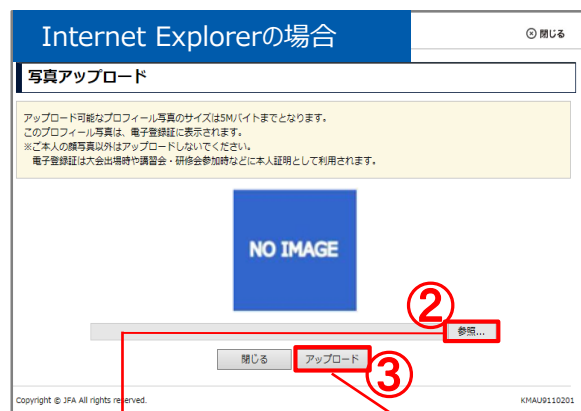 Internet Explorerの場合
閉じる
写真アップロード
アップロード可能なプロフィール写真のサイズは5Mバイトまでとなります。
このプロフィール写真は、電子登録証に表示されます。
※ご本人の顔写真以外はアップロードしないでください。
電子登録証は大会出場時や講習会・研修会参加時などに本人証明として利用されます。
NO IMAGE
②
参照...
閉じる
アップロード
③
Copyright © JFA All rights reserved.
KMAU9110201